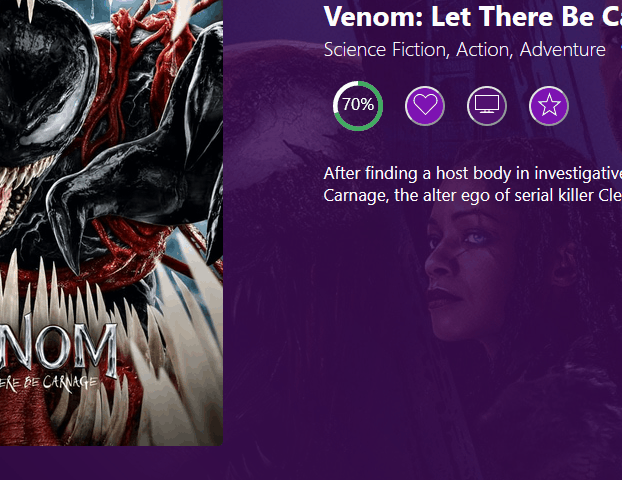 Venom: Let There Be Ca
Science Fiction, Action, Adventure
70%
After finding a host body in investigative
Carnage, the alter ego of serial killer Cle
NOM
ERE BE CARNAGE